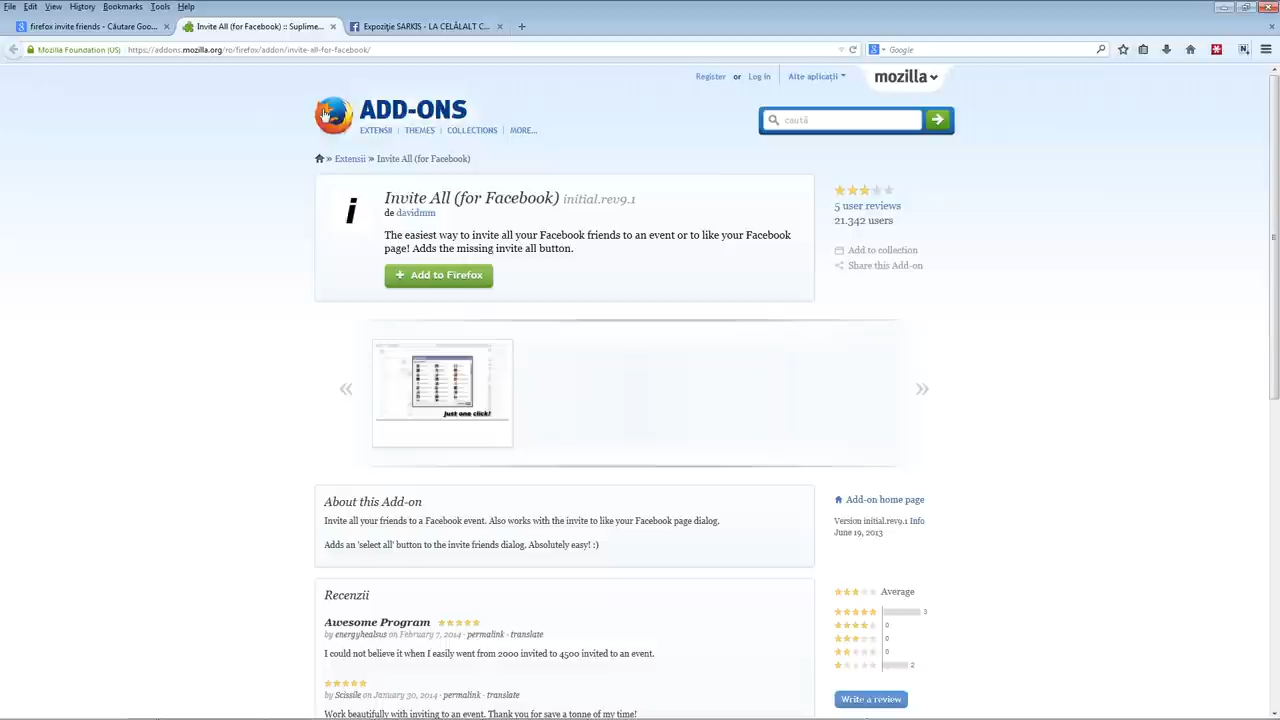 File Edit View History Bookmarks Tools Help
firefox invite friends - Căutare Goo...
Invite All (for Facebook) :: Suplime...
Expoziţie SARKIS - LA CELĂLALT C...
Mozilla Foundation (US)
https://addons.mozilla.org/ro/firefox/addon/invite-all-for-facebook/
Google
Register or Log in
Alte aplicații
mozilla
ADD-ONS
EXTENSII | THEMES | COLLECTIONS | MORE...
caută
» Extensii » Invite All (for Facebook)
i
Invite All (for Facebook) initial.rev9.1
de davidmm
The easiest way to invite all your Facebook friends to an event or to like your Facebook
page! Adds the missing invite all button.
+ Add to Firefox
5 user reviews
21.342 users
Add to collection
Share this Add-on
just one click!
About this Add-on
Invite all your friends to a Facebook event. Also works with the invite to like your Facebook page dialog.
Adds an 'select all' button to the invite friends dialog. Absolutely easy! :)
Add-on home page
Version initial.rev9.1 Info
June 19, 2013
Recenzii
Awesome Program
by energyhealsus on February 7, 2014 · permalink · translate
I could not believe it when I easily went from 2000 invited to 4500 invited to an event.
by Scissile on January 30, 2014 · permalink · translate
Work beautifully with inviting to an event. Thank you for save a tonne of my time!
Average
3
0
0
0
2
Write a review